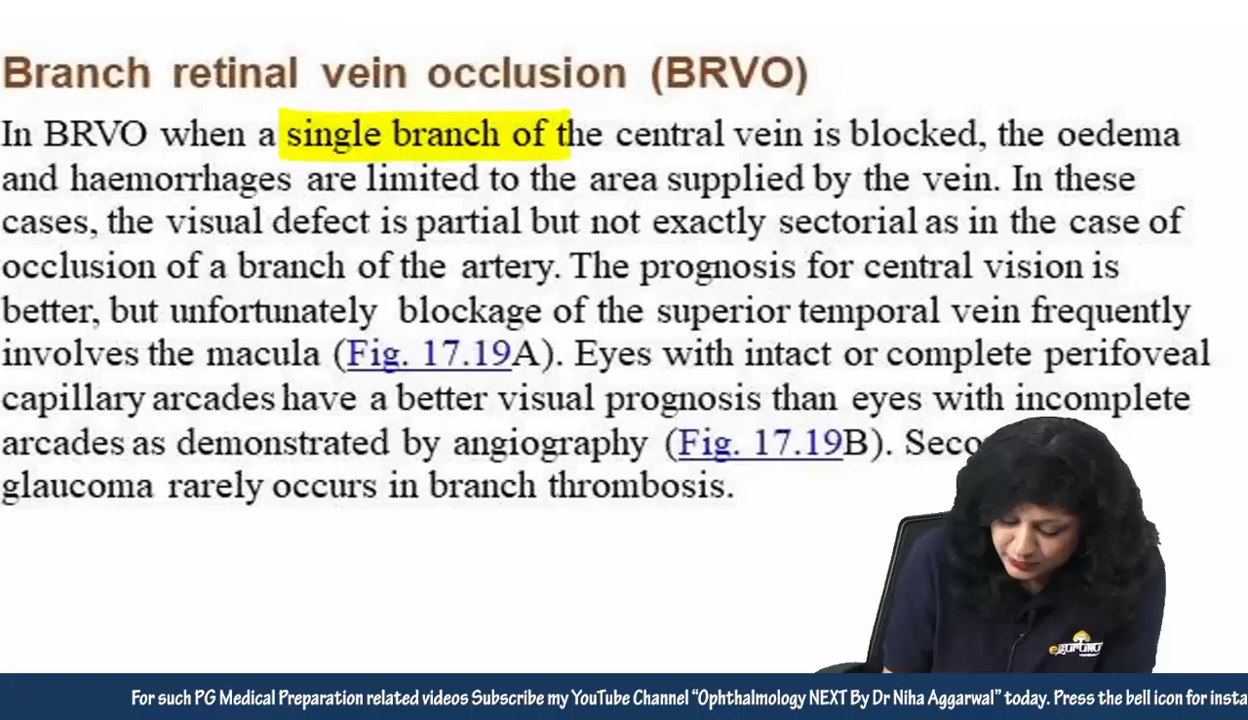 Branch retinal vein occlusion (BRVO)
In BRVO when a single branch of the central vein is blocked, the oedema
and haemorrhages are limited to the area supplied by the vein. In these
cases, the visual defect is partial but not exactly sectorial as in the case of
occlusion of a branch of the artery. The prognosis for central vision is
better, but unfortunately blockage of the superior temporal vein frequently
involves the macula (Fig. 17.19A). Eyes with intact or complete perifoveal
capillary arcades have a better visual prognosis than eyes with incomplete
arcades as demonstrated by angiography (Fig. 17.19B). Seco
glaucoma rarely occurs in branch thrombosis.
For such PG Medical Preparation related videos Subscribe my YouTube Channel “Ophthalmology NEXT By Dr Niha Aggarwal” today. Press the bell icon for insta